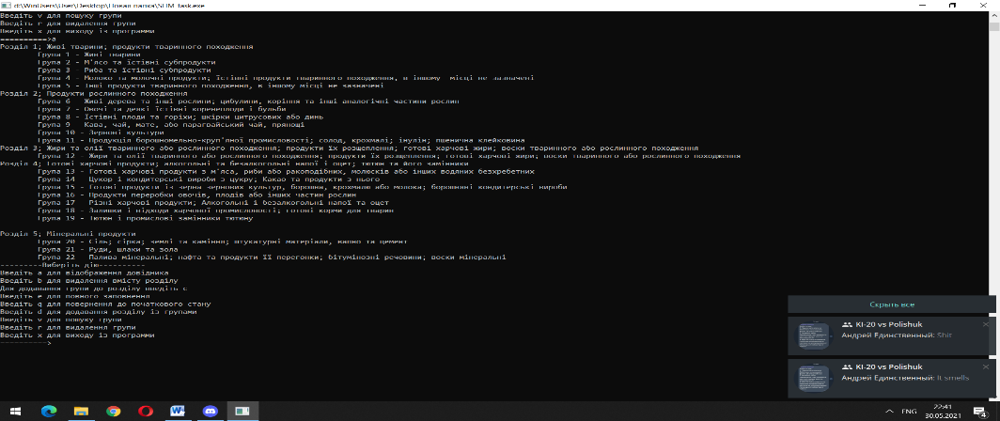 d:\WinUsers\User\Desktop\Новая папка\SLIM_Task.exe
Введіть v для пошуку групи
Введіть r для видалення групи
Введіть x для виходу із програми
==========>a
Розділ 1; Живі тварини; продукти тваринного походження
Група 1 - Живі тварини
Група 2 - М'ясо та їстівні субпродукти
Група 3 - Риба та їстівні субпродукти
Група 4 - Молоко та молочні продукти; їстівні продукти тваринного походження, в іншому місці не зазначені
Група 5 - Інші продукти тваринного походження, в іншому місці не зазначені
Розділ 2; Продукти рослинного походження
Група 6 Живі дерева та інші рослини; цибулини, коріння та інші аналогічні частини рослин
Група 7 - Овочі та деякі їстівні коренеплоди і бульби
Група 8 - Їстівні плоди та горіхи; шкірки цитрусових або динь
Група 9 - Кава, чай, мате, або парагвайський чай, прянощі
Група 10 - Зернові культури
Група 11 - Продукція борошномельно-круп'яної промисловості; солод, крохмалі; інулін; пшенична клейковина
Розділ 3; Жири та олії тваринного або рослинного походження; продукти їх розщеплення; готові харчові жири; воски тваринного або рослинного походження
Група 12 - Жири та олії тваринного або рослинного походження; продукти їх розщеплення; готові харчові жири; воски тваринного або рослинного походження
Розділ 4; Готові харчові продукти; алкогольні та безалкогольні напої і оцет; тютюн та його замінники
Група 13 - Готові харчові продукти з м'яса, риби або ракоподібних, молюсків або інших водяних безхребетних
Група 14 Цукор і кондитерські вироби з цукру; Какао та продукти з нього
Група 15 - Готові продукти із зерна зернових культур, борошна, крохмалю або молока; борошняні кондитерські вироби
Група 16 - Продукти переробки овочів, плодів або інших частин рослин
Група 17 Різні харчові продукти; Алкогольні і безалкогольні напої та оцет
Група 18 - Залишки і відходи харчової промисловості; готові корми для тварин
Група 19 - Тютюн і промислові замінники тютюну
Розділ 5; Мінеральні продукти
Група 20 - Сіль; сірка; землі та каміння; штукатурні матеріали, вапно та цемент
Група 21 - Руди, шлаки та зола
Група 22 Палива мінеральні; нафта та продукти її перегонки; бітумінозні речовини; воски мінеральні
---------Виберіть дію----------
Введіть a для відображення довідника
Введіть b для видалення вмісту розділу
Для додавання групи до розділу введіть c
Введіть e для повного заповнення
Введіть q для повернення до початкового стану
Введіть d для додавання розділу із групами
Введіть v для пошуку групи
Введіть r для видалення групи
Введіть x для виходу із програми
---------->
Скрыть все
KI-20 vs Polishuk
Андрей Единственный: Shit
KI-20 vs Polishuk
Андрей Единственный: It smells
ENG
22:41
30.05.2021
4